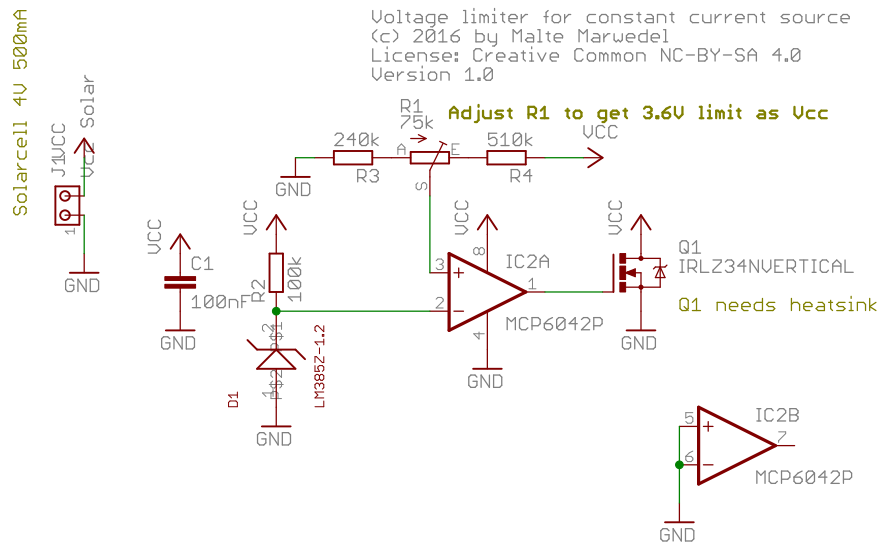 Voltage limiter for constant current source
(c) 2016 by Malte Marwedel
License: Creative Common NC-BY-SA 4.0
Version 1.0
Solarcell 4V 500mA
Adjust R1 to get 3.6V limit as Vcc
R1
75k
A
E
S
240k
R3
510k
R4
VCC
GND
J1
VCC
Vcc Solar
1
GND
VCC
C1
100nF
GND
VCC
R2
100k
D1
LM385Z-1.2
GND
VCC
IC2A
3
2
8
1
4
MCP6042P
GND
VCC
Q1
IRLZ34NVERTICAL
Q1 needs heatsink
GND
IC2B
5
6
7
MCP6042P
GND